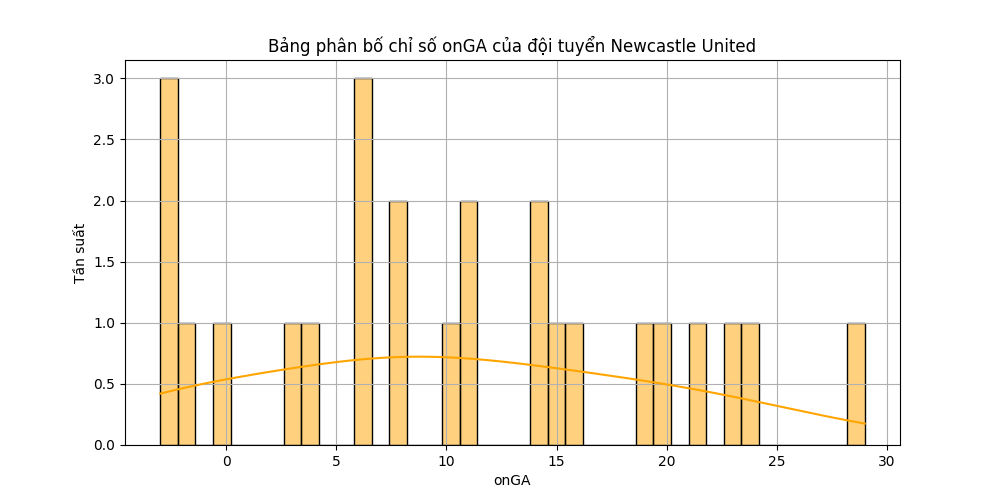 Bảng phân bố chỉ số onGA của đội tuyển Newcastle United
3.0
2.5
2.0
1.5
1.0
0.5
0.0
Tần suất
0 5 10 15 20 25 30
onGA